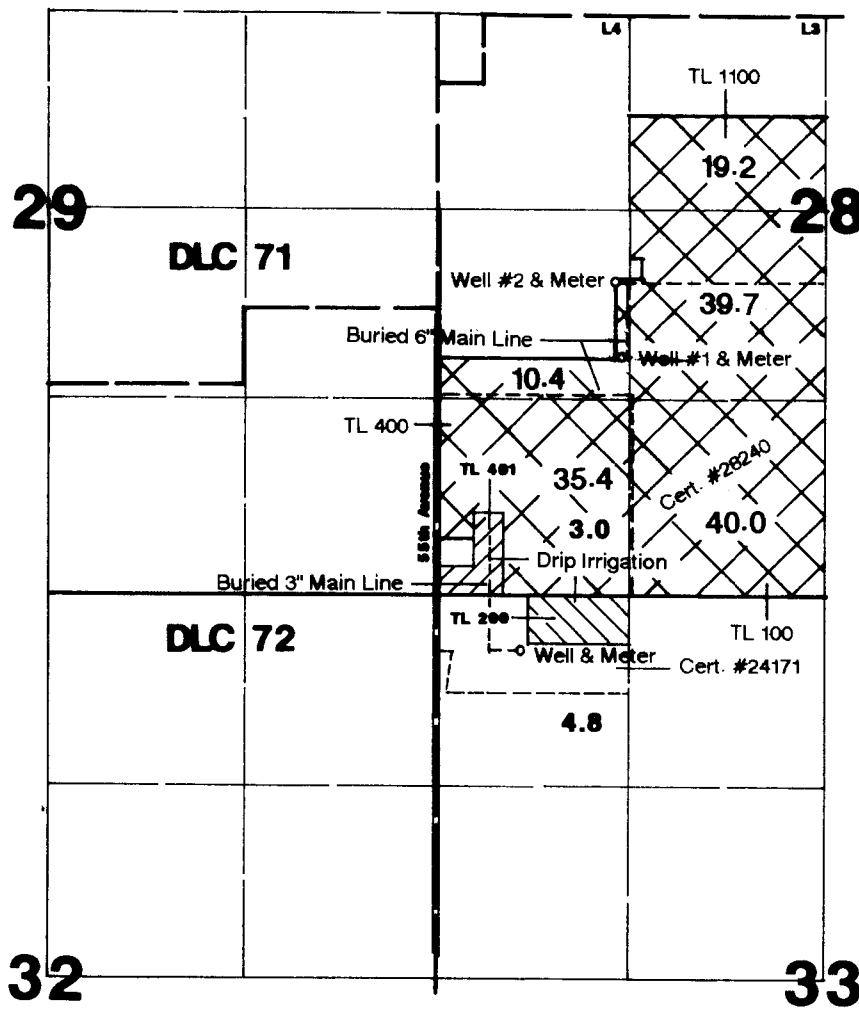 L4
L3
TL 1100
19.2
29
28
DLC 71
Well #2 & Meter
39.7
Buried 6" Main Line
Well #1 & Meter
10.4
TL 400
35.4
Cert. #28240
TL 401
55th Avenue
3.0
40.0
Drip Irrigation
Buried 3" Main Line
TL 200
TL 100
DLC 72
Well & Meter
Cert. #24171
4.8
32
33